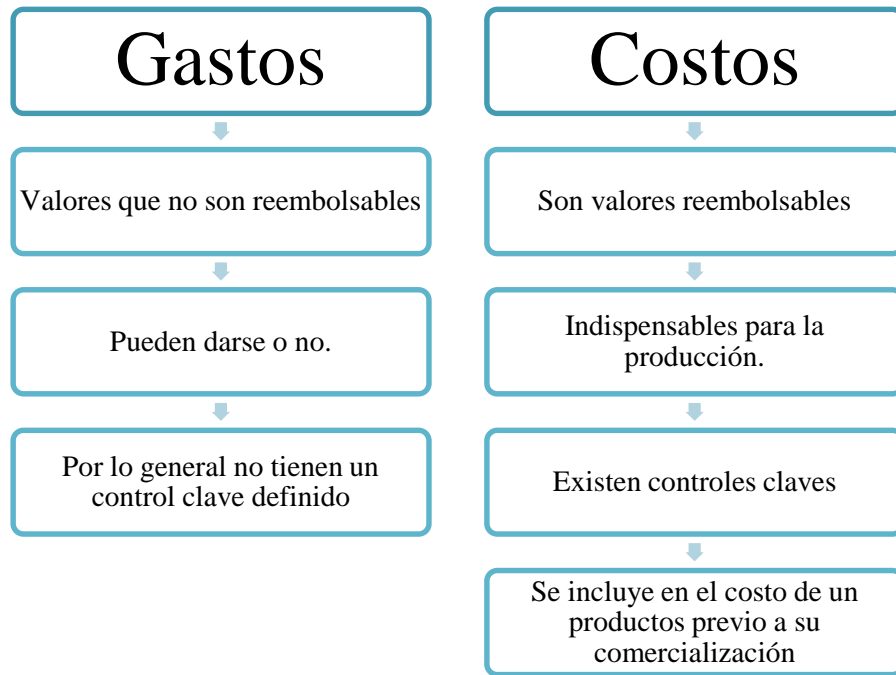 Gastos
Valores que no son reembolsables
Pueden darse o no.
Por lo general no tienen un
control clave definido
Costos
Son valores reembolsables
Indispensables para la
producción.
Existen controles claves
Se incluye en el costo de un
productos previo a su
comercialización